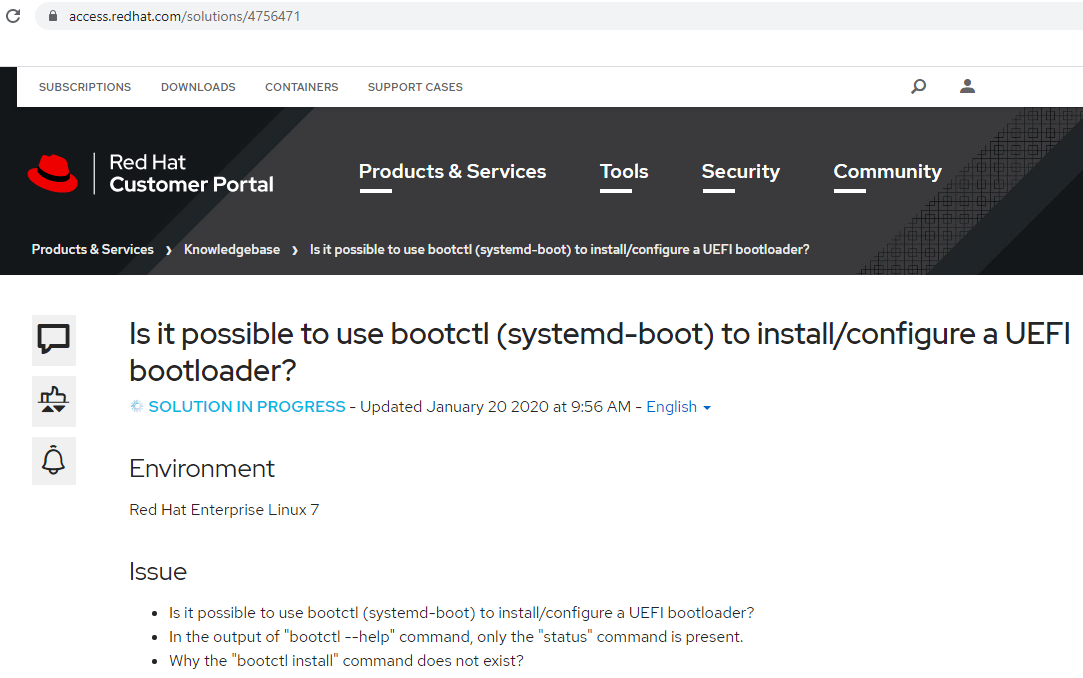 access.redhat.com/solutions/4756471
SUBSCRIPTIONS DOWNLOADS CONTAINERS SUPPORT CASES
Red Hat
Customer Portal
Products & Services Tools Security Community
Products & Services › Knowledgebase › Is it possible to use bootctl (systemd-boot) to install/configure a UEFI bootloader?
Is it possible to use bootctl (systemd-boot) to install/configure a UEFI
bootloader?
SOLUTION IN PROGRESS - Updated January 20 2020 at 9:56 AM - English
Environment
Red Hat Enterprise Linux 7
Issue
• Is it possible to use bootctl (systemd-boot) to install/configure a UEFI bootloader?
• In the output of "bootctl --help" command, only the "status" command is present.
• Why the "bootctl install" command does not exist?